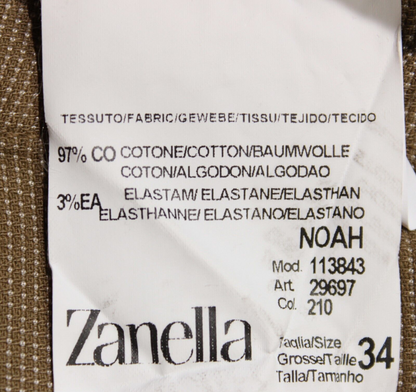 TESSUTO/FABRIC/GEWEBE/TISSU/TEJIDO/TECIDO
97% CO COTONE/COTTON/BAUMWOLLE
COTON/ALGODON/ALGODAO
3%EA ELASTAM/ ELASTANE/ELASTHAN
ELASTHANNE/ ELASTANO/ELASTANO
NOAH
Mod. 113843
Art. 29697
Col. 210
Zanella
Taglia/Size
Grosse/Taille 34
Talla/Tamanho